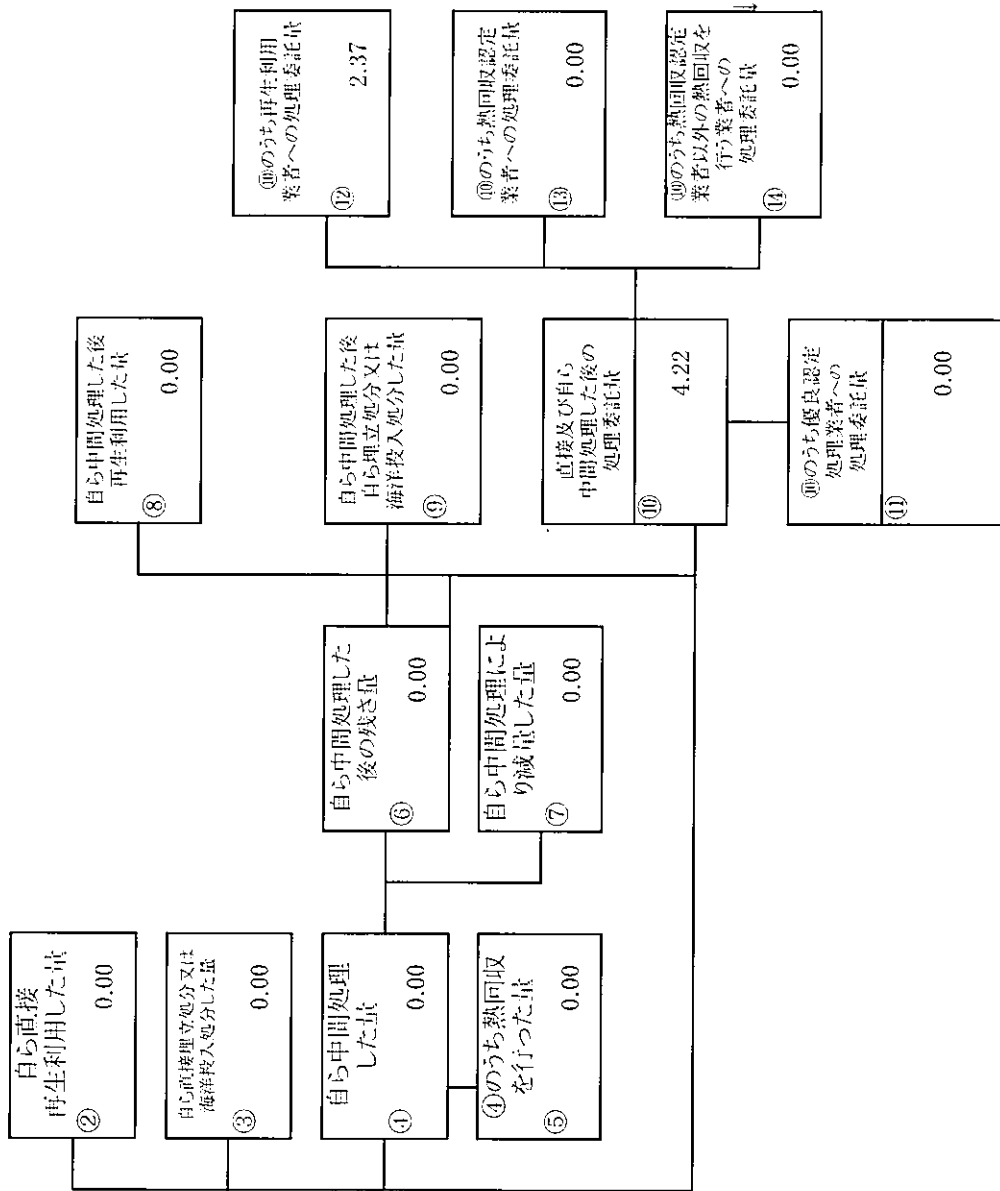 自ら直接
再生利用した量
②
0.00
自ら直接埋立処分又は
海洋投入処分した量
③
0.00
自ら中間処理
した量
④
0.00
④のうち熱回収
を行った量
⑤
0.00
自ら中間処理した
後の残さ量
⑥
0.00
自ら中間処理によ
り減量した量
⑦
0.00
自ら中間処理した後
再生利用した量
⑧
0.00
自ら中間処理した後
自ら埋立処分又は
海洋投入処分した量
⑨
0.00
直接及び自ら
中間処理した後の
処理委託量
⑩
4.22
⑩のうち優良認定
処理業者への
処理委託量
⑪
0.00
⑩のうち再生利用
業者への処理委託量
⑫
2.37
⑩のうち熱回収認定
業者への処理委託量
⑬
0.00
⑩のうち熱回収認定
業者以外の熱回収を
行う業者への
処理委託量
⑭
0.00